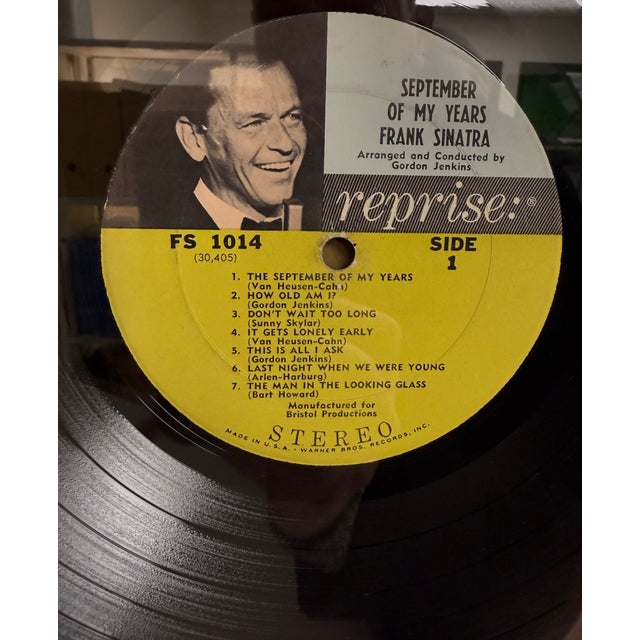 SEPTEMBER
OF MY YEARS
FRANK SINATRA
Arranged and Conducted by
Gordon Jenkins
reprise:®
FS 1014
(30,405)
SIDE
1
1. THE SEPTEMBER OF MY YEARS
(Van Heusen-Cahn)
2. HOW OLD AM I?
(Gordon Jenkins)
3. DON'T WAIT TOO LONG
(Sunny Skylar)
4. IT GETS LONELY EARLY
(Van Heusen-Cahn)
5. THIS IS ALL I ASK
(Gordon Jenkins)
6. LAST NIGHT WHEN WE WERE YOUNG
(Arlen-Harburg)
7. THE MAN IN THE LOOKING GLASS
(Bart Howard)
Manufactured for
Bristol Productions
STEREO
MADE IN U.S.A. • WARNER BROS. RECORDS, INC.